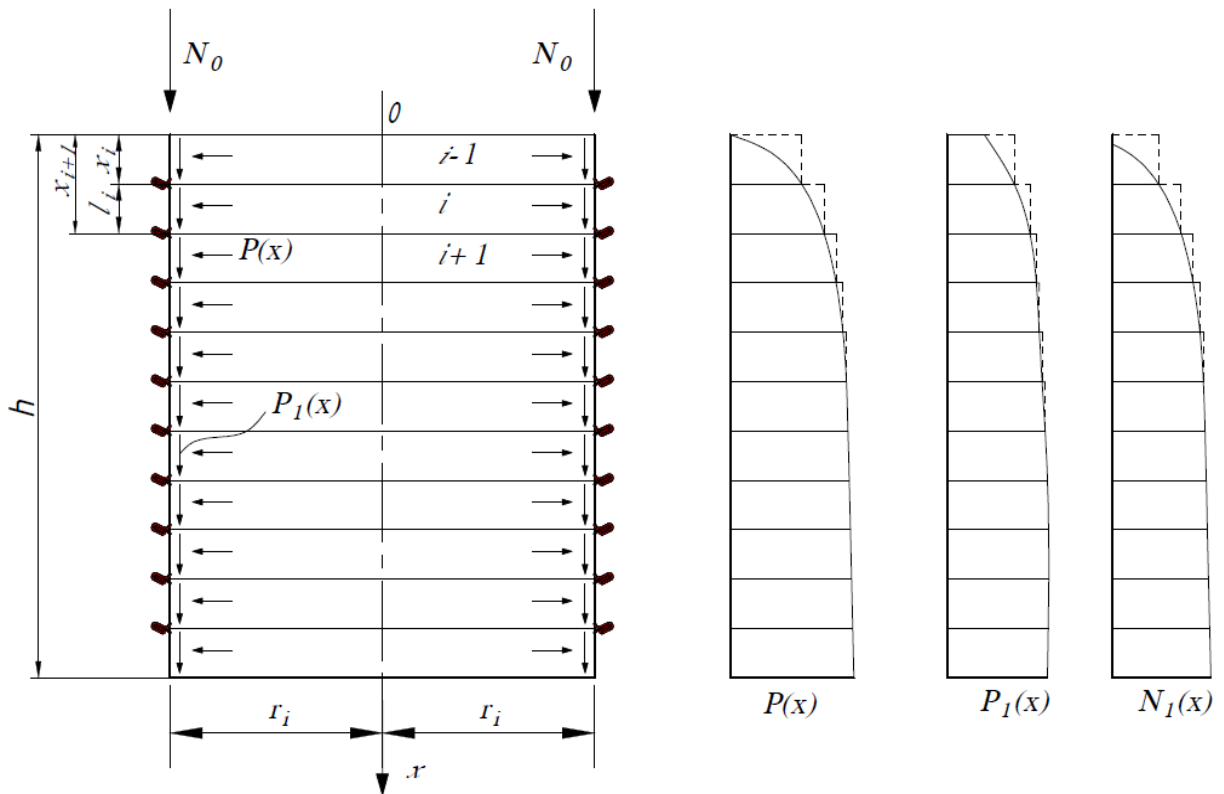 N₀ N₀
0
xᵢ
xᵢ₊₁
lᵢ
i-1
i
P(x) i+1
h
P₁(x)
rᵢ rᵢ
x
P(x) P₁(x) N₁(x)